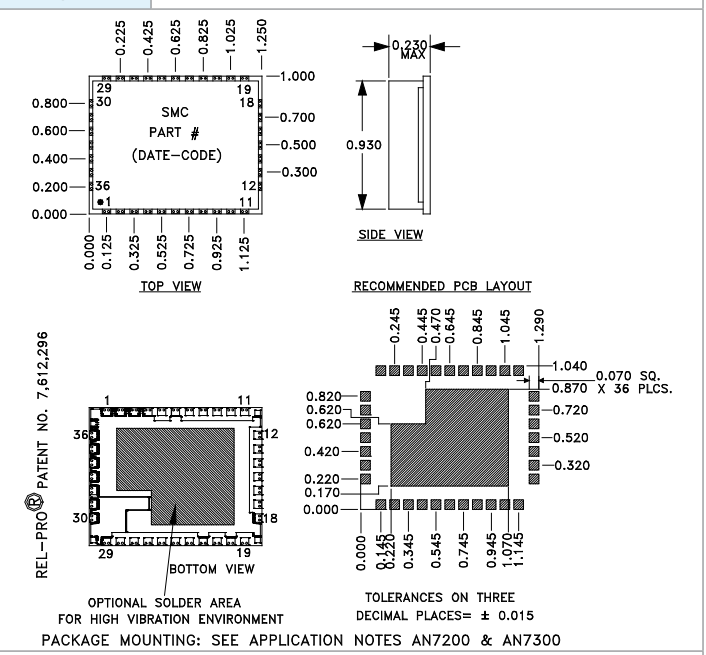 0.225 0.425 0.625 0.825 1.025 1.250
1.000
29 19
30 18
SMC
PART #
(DATE-CODE)
36 12
1 11
0.800
0.600
0.400
0.200
0.000
0.700
0.500
0.300
0.000 0.125 0.325 0.525 0.725 0.925 1.125
TOP VIEW
0.230
MAX
0.930
SIDE VIEW
RECOMMENDED PCB LAYOUT
0.245 0.445 0.470 0.645 0.845 1.045 1.290
1.040
0.070 SQ.
X 36 PLCS.
0.870
0.820
0.620
0.620
0.420
0.220
0.170
0.000
0.720
0.520
0.320
0.000 0.145 0.220 0.345 0.545 0.745 0.945 1.070 1.145
REL-PRO® PATENT NO. 7,612,296
1 11
36 12
30 18
29 19
BOTTOM VIEW
OPTIONAL SOLDER AREA
FOR HIGH VIBRATION ENVIRONMENT
TOLERANCES ON THREE
DECIMAL PLACES= ± 0.015
PACKAGE MOUNTING: SEE APPLICATION NOTES AN7200 & AN7300